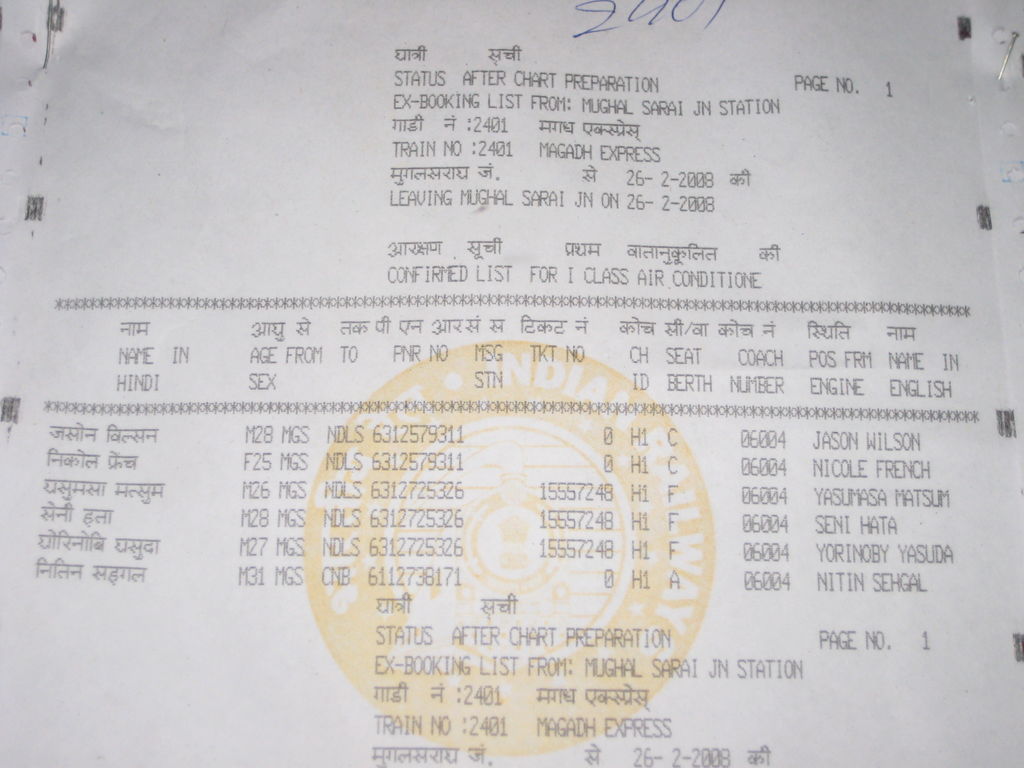 2401
यात्री सूची
STATUS AFTER CHART PREPARATION PAGE NO. 1
EX-BOOKING LIST FROM: MUGHAL SARAI JN STATION
गाडी नं :2401 मगध एक्स्प्रेस्
TRAIN NO :2401 MAGADH EXPRESS
मुगलसराय जं. से 26- 2-2008 की
LEAVING MUGHAL SARAI JN ON 26- 2-2008
आरक्षण सूची प्रथम वातानुकूलित की
CONFIRMED LIST FOR I CLASS AIR CONDITIONE
नाम आयु से तक पी एन आर सं स टिकट नं कोच सी/वा कोच नं स्थिति नाम
NAME IN AGE FROM TO PNR NO MSG TKT NO CH SEAT COACH POS FRM NAME IN
HINDI SEX STN ID BERTH NUMBER ENGINE ENGLISH
जसोन विल्सन M28 MGS NDLS 6312579311 0 H1 C 06004 JASON WILSON
निकोल फ्रेंच F25 MGS NDLS 6312579311 0 H1 C 06004 NICOLE FRENCH
यसुमसा मत्सुम M26 MGS NDLS 6312725326 15557248 H1 F 06004 YASUMASA MATSUM
सेनी हता M28 MGS NDLS 6312725326 15557248 H1 F 06004 SENI HATA
योरिनोबि यसुदा M27 MGS NDLS 6312725326 15557248 H1 F 06004 YORINOBY YASUDA
नितिन सहगल M31 MGS CNB 6112738171 0 H1 A 06004 NITIN SEHGAL
यात्री सूची
STATUS AFTER CHART PREPARATION PAGE NO. 1
EX-BOOKING LIST FROM: MUGHAL SARAI JN STATION
गाडी नं :2401 मगध एक्स्प्रेस्
TRAIN NO :2401 MAGADH EXPRESS
मुगलसराय जं. से 26- 2-2008 की
INDIAN RAILWAY